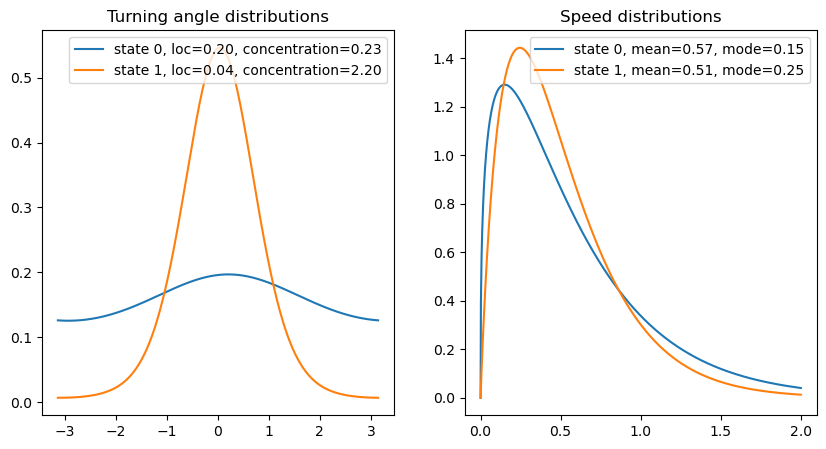 Turning angle distributions
state 0, loc=0.20, concentration=0.23
state 1, loc=0.04, concentration=2.20
0.5
0.4
0.3
0.2
0.1
0.0
−3 −2 −1 0 1 2 3
Speed distributions
state 0, mean=0.57, mode=0.15
state 1, mean=0.51, mode=0.25
1.4
1.2
1.0
0.8
0.6
0.4
0.2
0.0
0.0 0.5 1.0 1.5 2.0